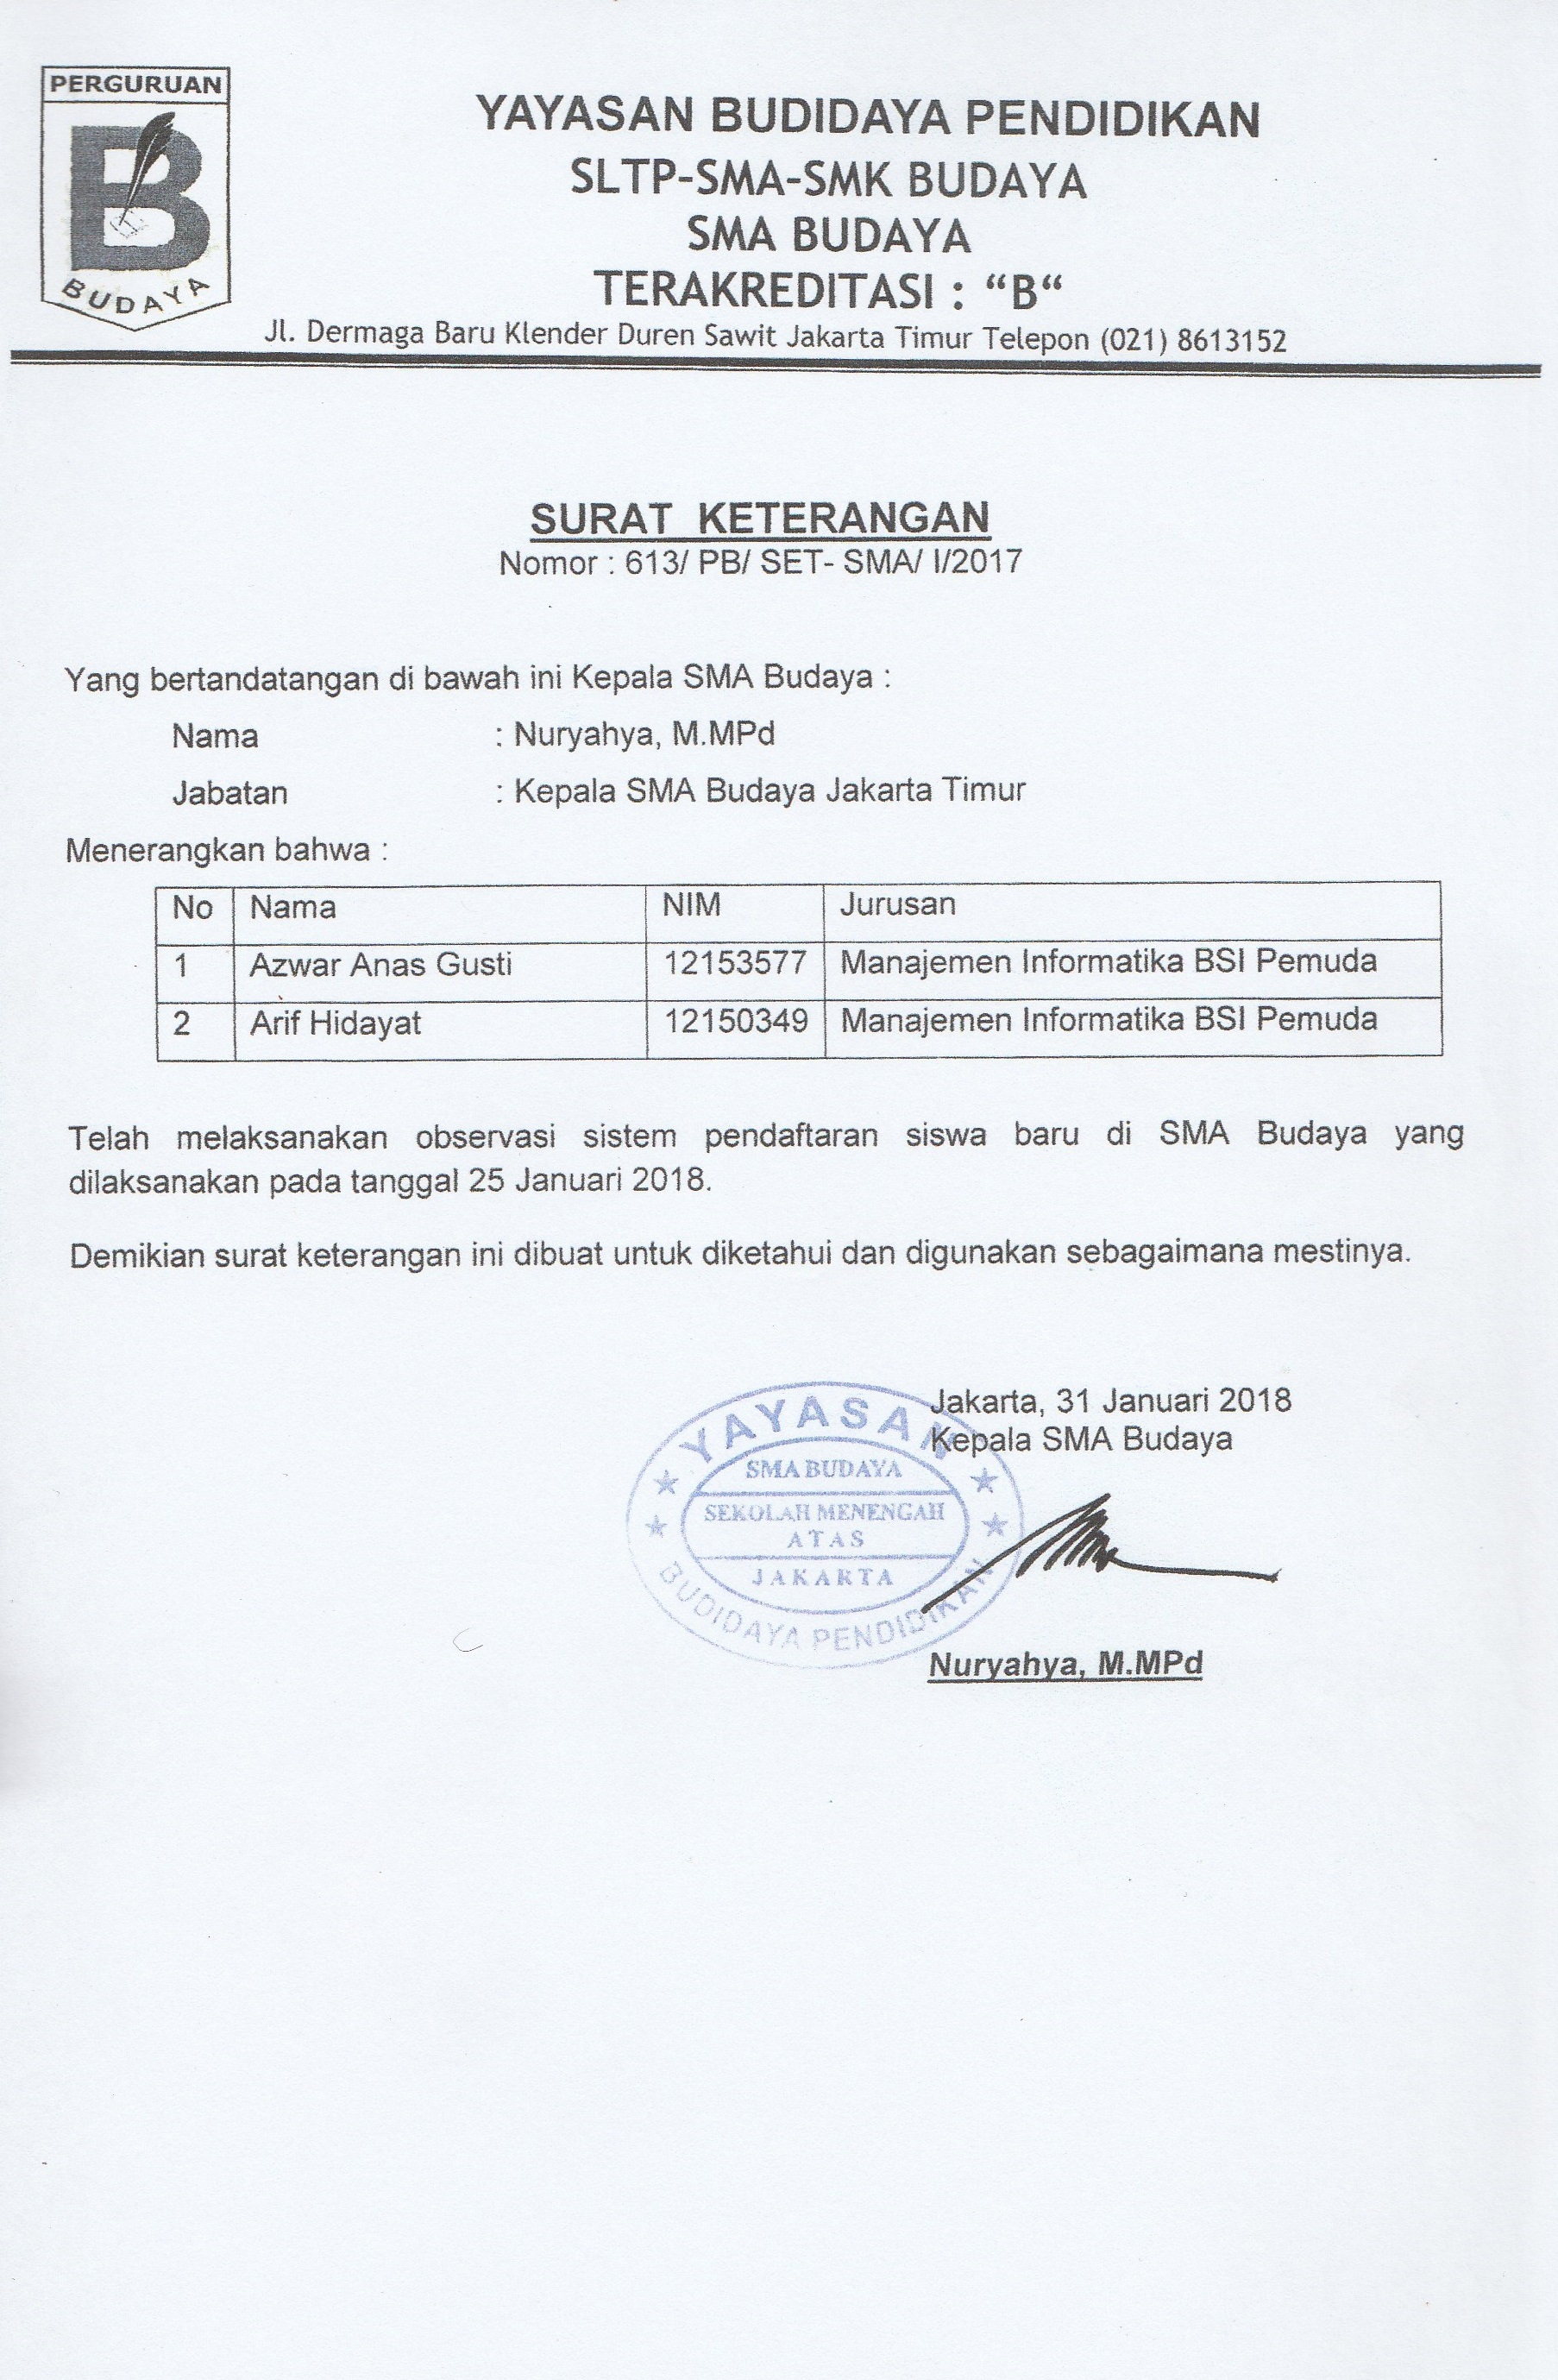 PERGURUAN
B
BUDAYA
YAYASAN BUDIDAYA PENDIDIKAN
SLTP-SMA-SMK BUDAYA
SMA BUDAYA
TERAKREDITASI : “B“
Jl. Dermaga Baru Klender Duren Sawit Jakarta Timur Telepon (021) 8613152
SURAT KETERANGAN
Nomor : 613/ PB/ SET- SMA/ I/2017
Yang bertandatangan di bawah ini Kepala SMA Budaya :
Nama : Nuryahya, M.MPd
Jabatan : Kepala SMA Budaya Jakarta Timur
Menerangkan bahwa :
No Nama NIM Jurusan
1 Azwar Anas Gusti 12153577 Manajemen Informatika BSI Pemuda
2 Arif Hidayat 12150349 Manajemen Informatika BSI Pemuda
Telah melaksanakan observasi sistem pendaftaran siswa baru di SMA Budaya yang
dilaksanakan pada tanggal 25 Januari 2018.
Demikian surat keterangan ini dibuat untuk diketahui dan digunakan sebagaimana mestinya.
Jakarta, 31 Januari 2018
Kepala SMA Budaya
YAYASAN
SMA BUDAYA
SEKOLAH MENENGAH
ATAS
JAKARTA
BUDIDAYA PENDIDIKAN
Nuryahya, M.MPd